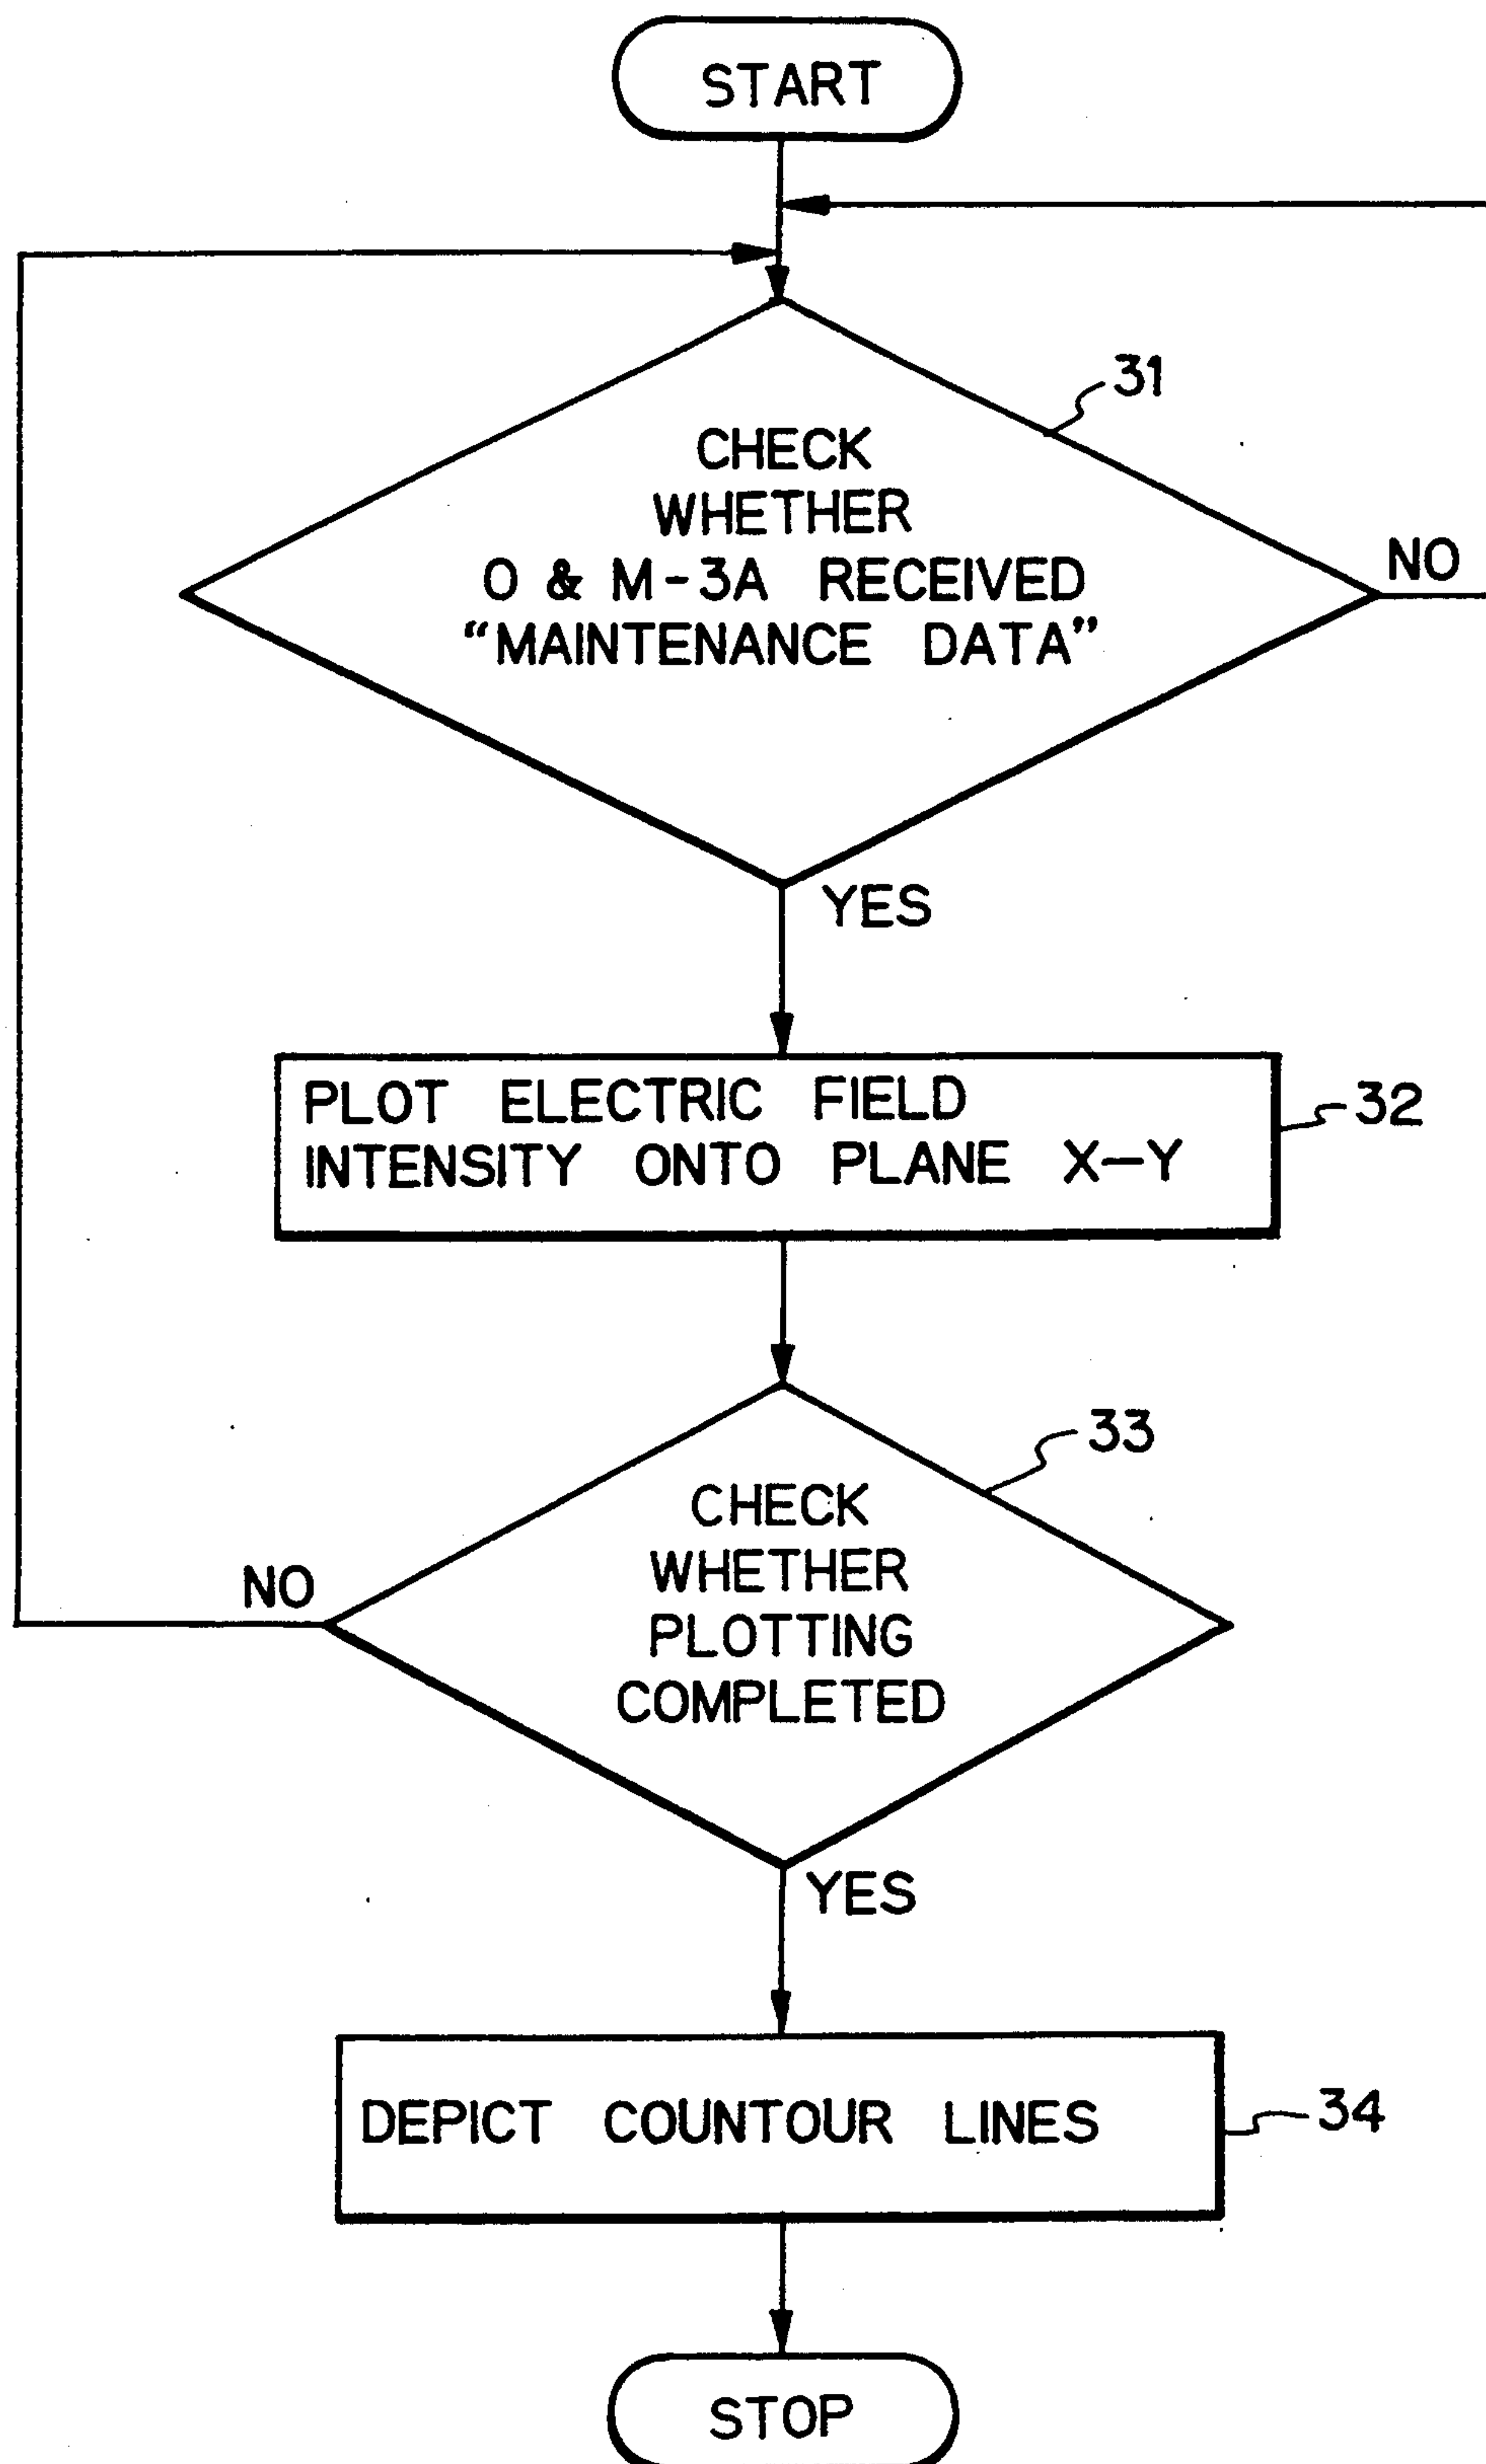 START
31
CHECK
WHETHER
O & M-3A RECEIVED
“MAINTENANCE DATA”
NO
YES
PLOT ELECTRIC FIELD
INTENSITY ONTO PLANE X-Y
32
33
CHECK
WHETHER
PLOTTING
COMPLETED
NO
YES
DEPICT COUNTOUR LINES
34
STOP